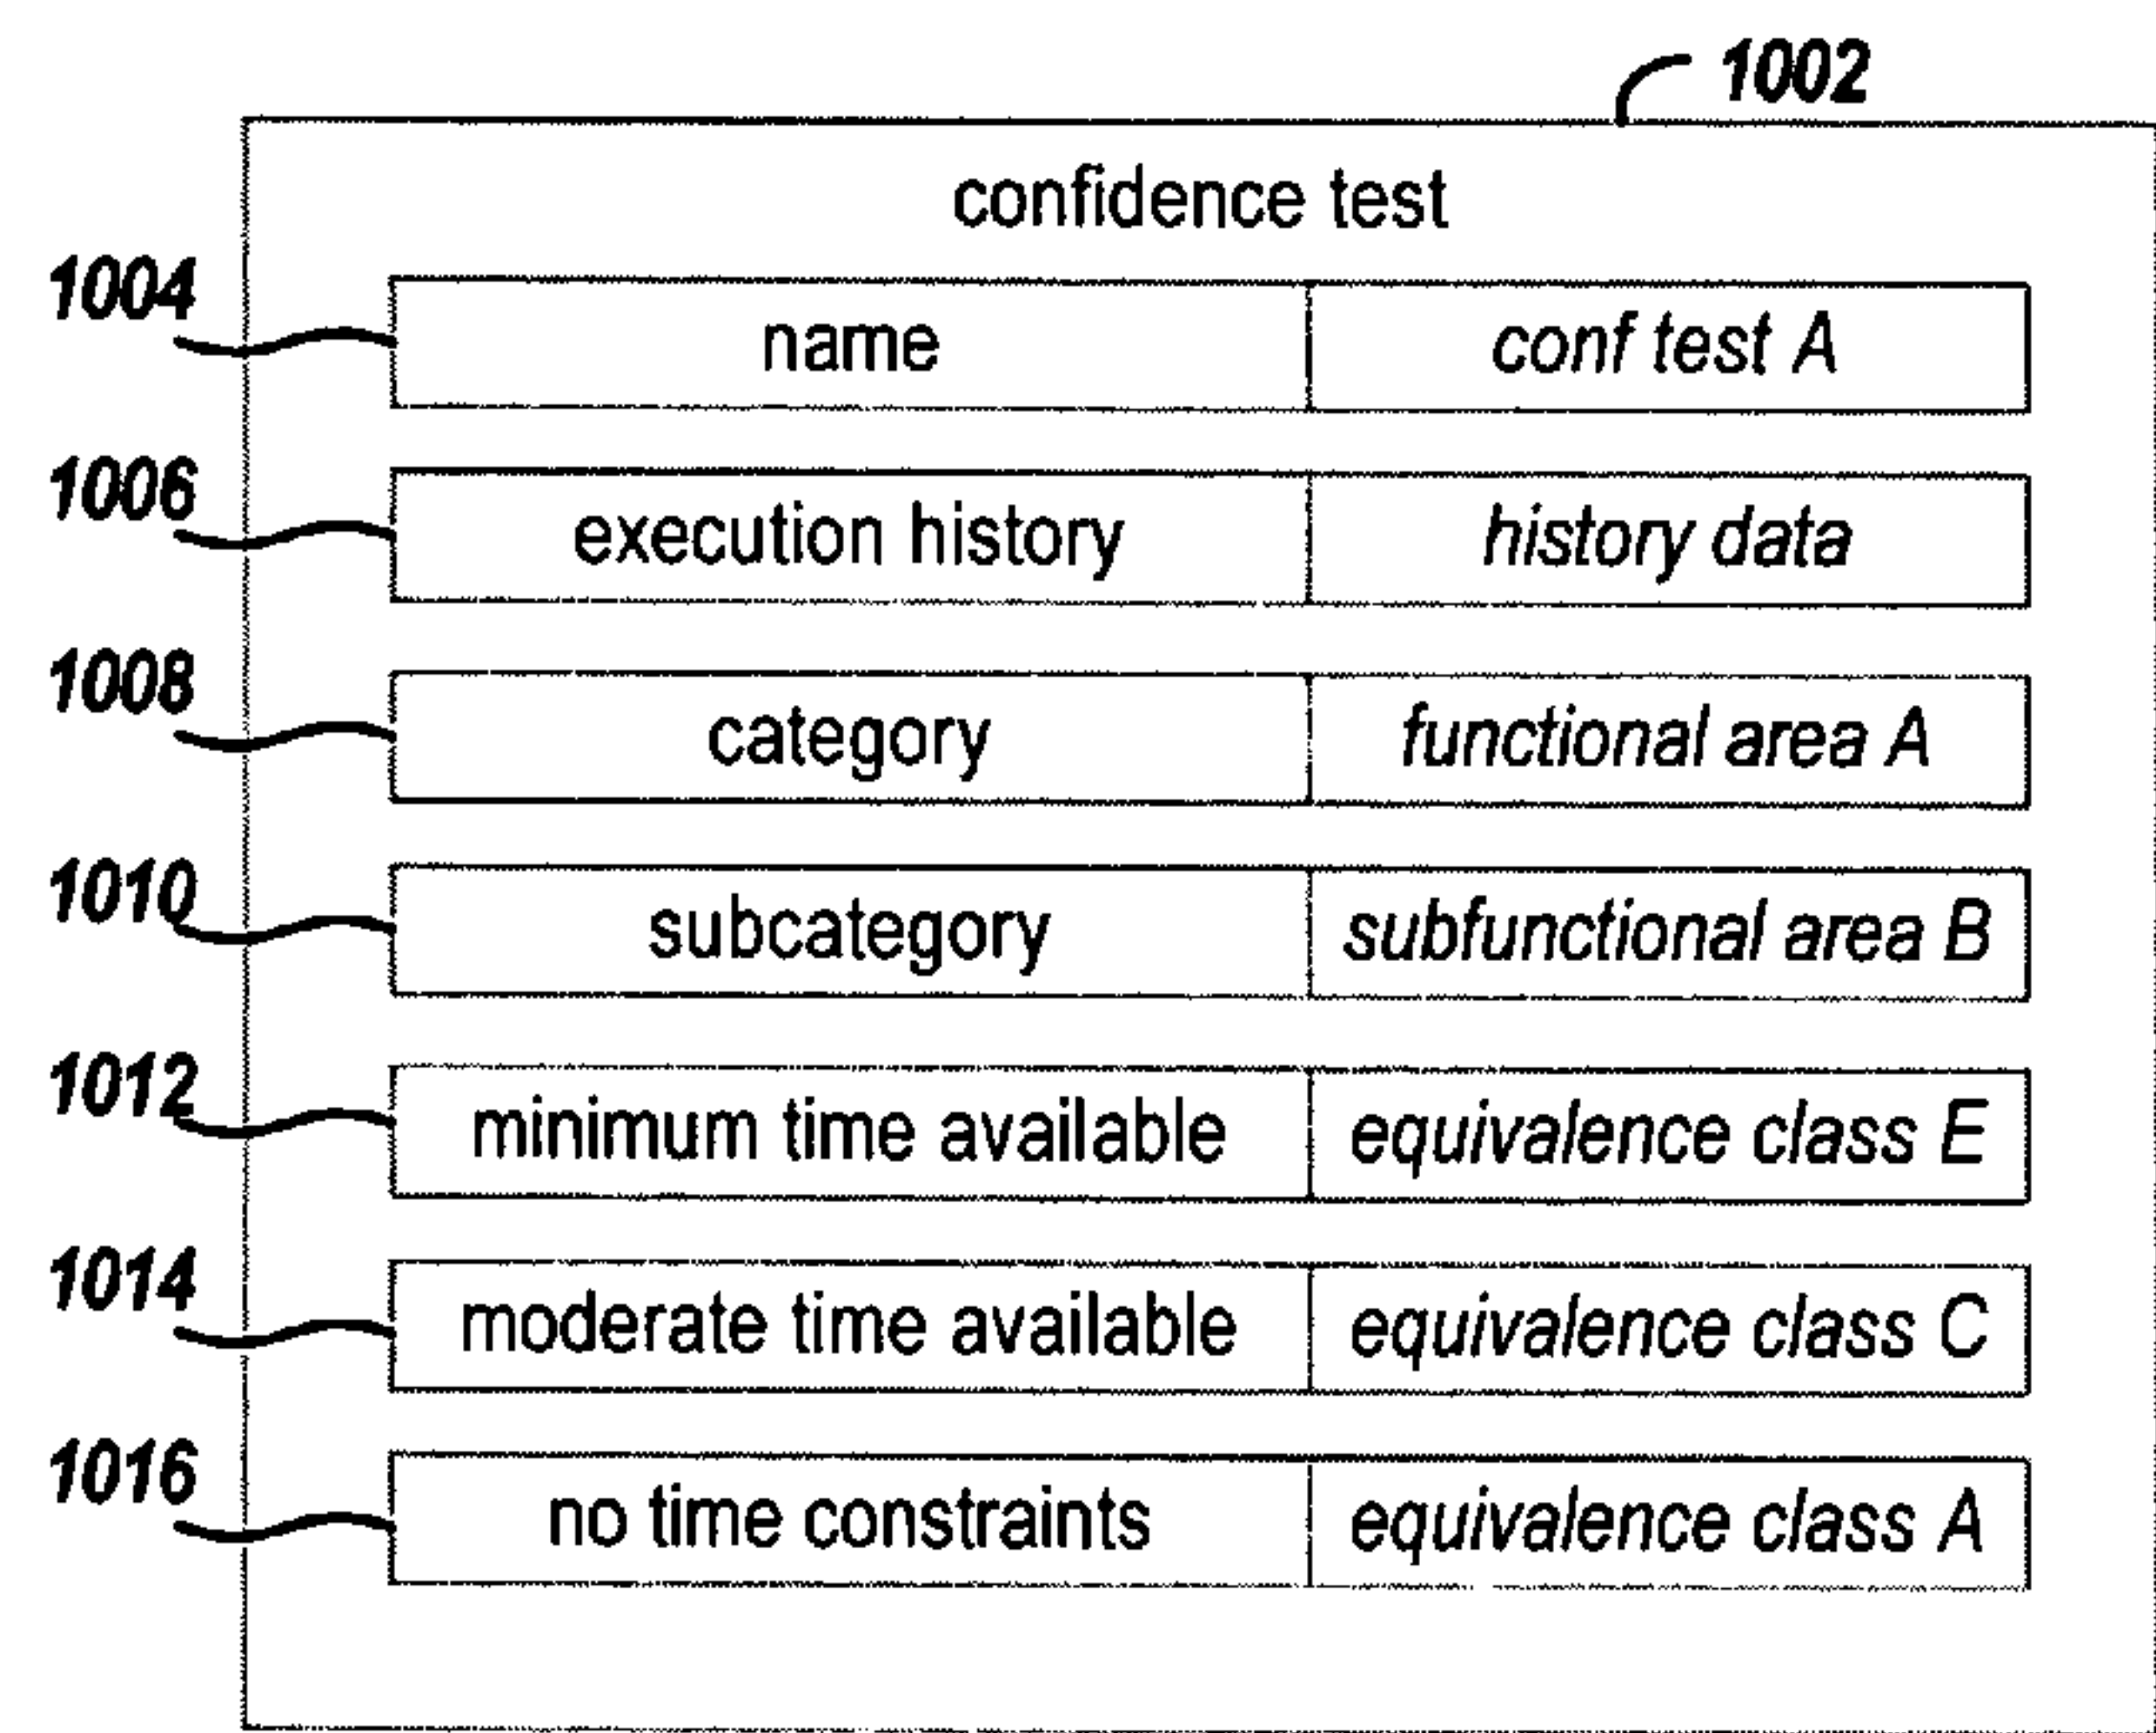 1002
confidence test
1004 name conf test A
1006 execution history history data
1008 category functional area A
1010 subcategory subfunctional area B
1012 minimum time available equivalence class E
1014 moderate time available equivalence class C
1016 no time constraints equivalence class A